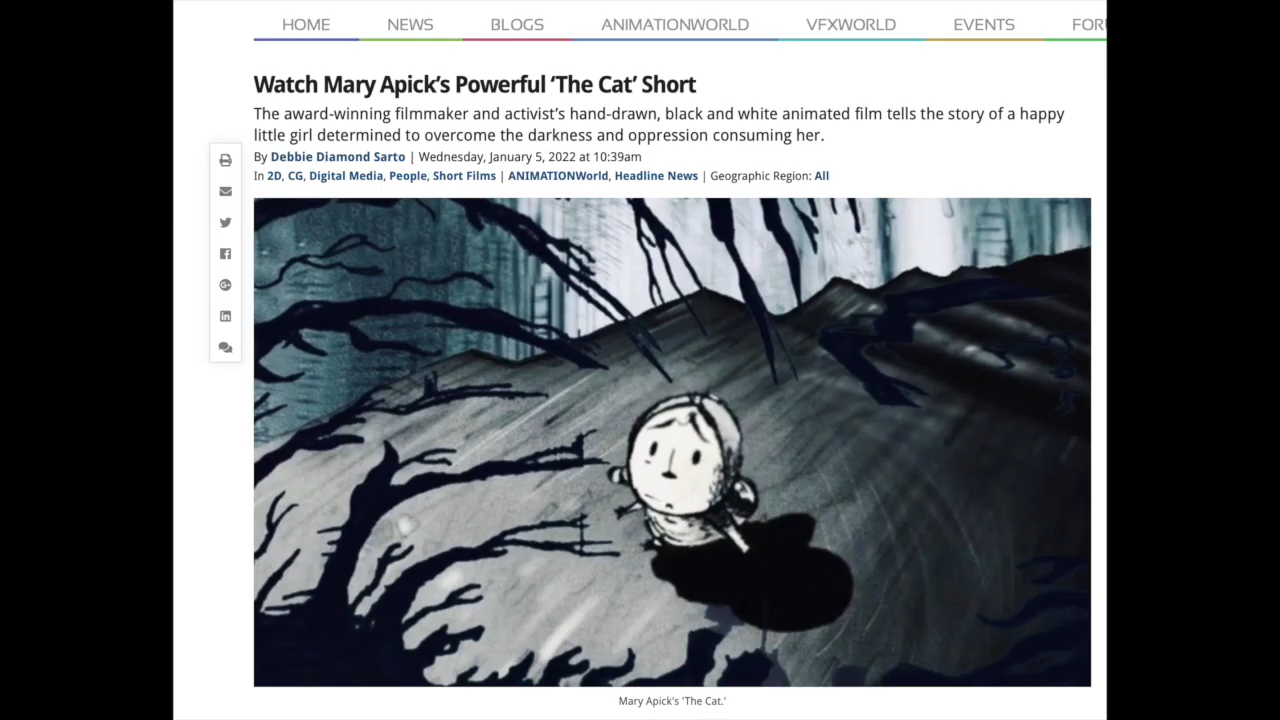 HOME NEWS BLOGS ANIMATIONWORLD VFXWORLD EVENTS
Watch Mary Apick’s Powerful ‘The Cat’ Short
The award-winning filmmaker and activist’s hand-drawn, black and white animated film tells the story of a happy
little girl determined to overcome the darkness and oppression consuming her.
By Debbie Diamond Sarto | Wednesday, January 5, 2022 at 10:39am
In 2D, CG, Digital Media, People, Short Films | ANIMATIONWorld, Headline News | Geographic Region: All
Mary Apick's 'The Cat.'